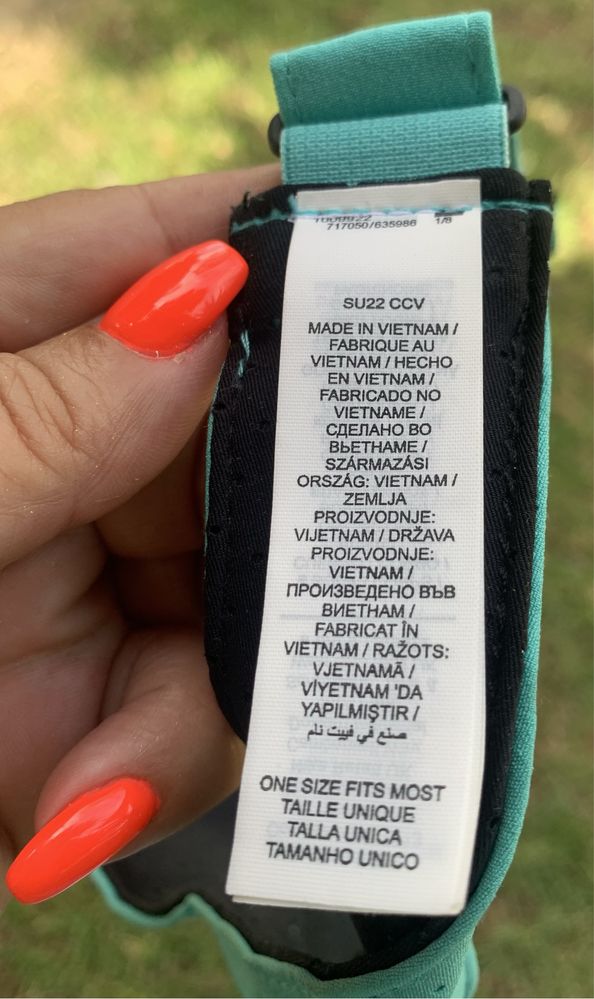 717050/635986 1/8
SU22 CCV
MADE IN VIETNAM /
FABRIQUE AU
VIETNAM / HECHO
EN VIETNAM /
FABRICADO NO
VIETNAME /
СДЕЛАНО ВО
ВЬЕТНАМЕ /
SZÁRMAZÁSI
ORSZÁG: VIETNAM /
ZEMLJA
PROIZVODNJE:
VIJETNAM / DRŽAVA
PROIZVODNJE:
VIETNAM /
ПРОИЗВЕДЕНО ВЪВ
ВИЕТНАМ /
FABRICAT ÎN
VIETNAM / RAŽOTS:
VJETNAMĀ /
VİYETNAM 'DA
YAPILMIŞTIR /
صنع في فييت نام
ONE SIZE FITS MOST
TAILLE UNIQUE
TALLA UNICA
TAMANHO UNICO